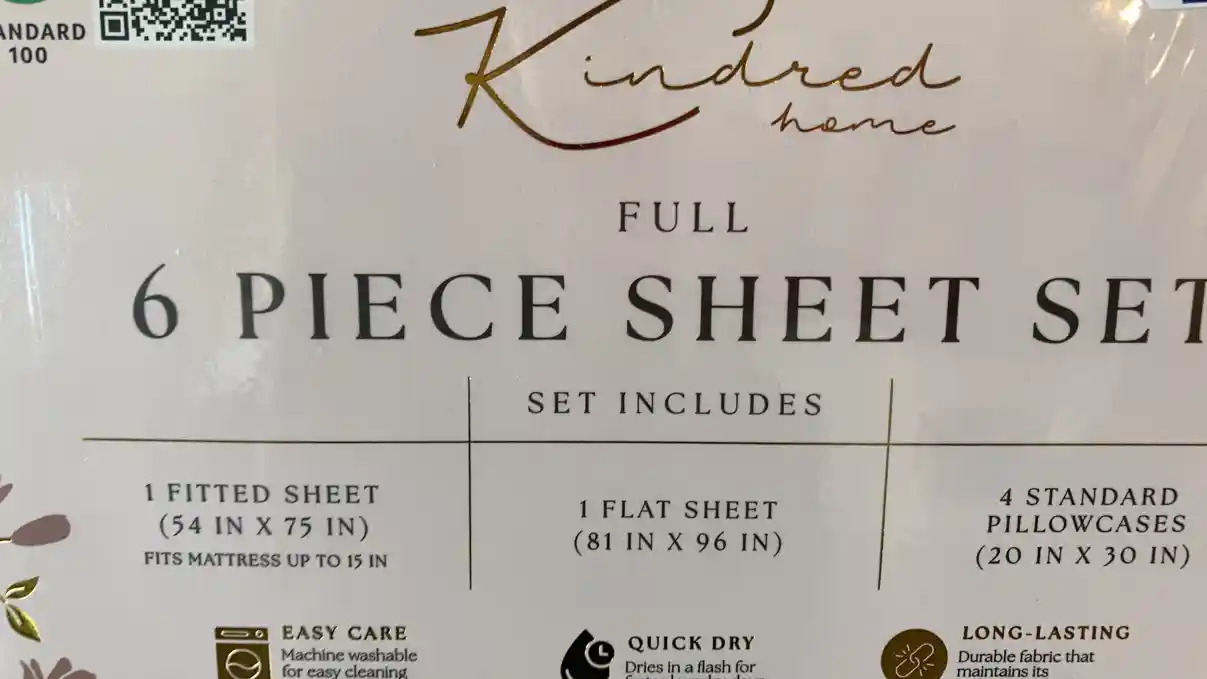 100
Kindred
home
FULL
6 PIECE SHEET SET
SET INCLUDES
1 FITTED SHEET
(54 IN X 75 IN)
FITS MATTRESS UP TO 15 IN
1 FLAT SHEET
(81 IN X 96 IN)
4 STANDARD
PILLOWCASES
(20 IN X 30 IN)
EASY CARE
Machine washable
for easy cleaning
QUICK DRY
Dries in a flash for
LONG-LASTING
Durable fabric that
maintains its